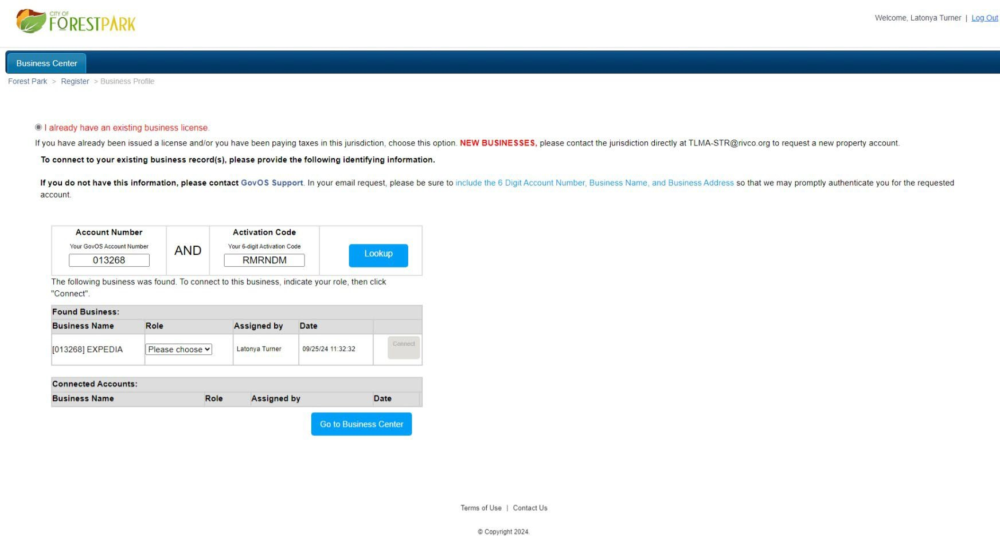 CITY OF
FORESTPARK
Welcome, Latonya Turner | Log Out
Business Center
Forest Park > Register > Business Profile
I already have an existing business license.
If you have already been issued a license and/or you have been paying taxes in this jurisdiction, choose this option. NEW BUSINESSES, please contact the jurisdiction directly at TLMA-STR@rivco.org to request a new property account.
To connect to your existing business record(s), please provide the following identifying information.
If you do not have this information, please contact GovOS Support. In your email request, please be sure to include the 6 Digit Account Number, Business Name, and Business Address so that we may promptly authenticate you for the requested
account.
Account Number
Your GovOS Account Number
013268
AND
Activation Code
Your 6-digit Activation Code
RMRNDM
Lookup
The following business was found. To connect to this business, indicate your role, then click
"Connect".
Found Business:
Business Name Role Assigned by Date
[013268] EXPEDIA Please choose Latonya Turner 09/25/24 11:32:32 Connect
Connected Accounts:
Business Name Role Assigned by Date
Go to Business Center
Terms of Use | Contact Us
© Copyright 2024.